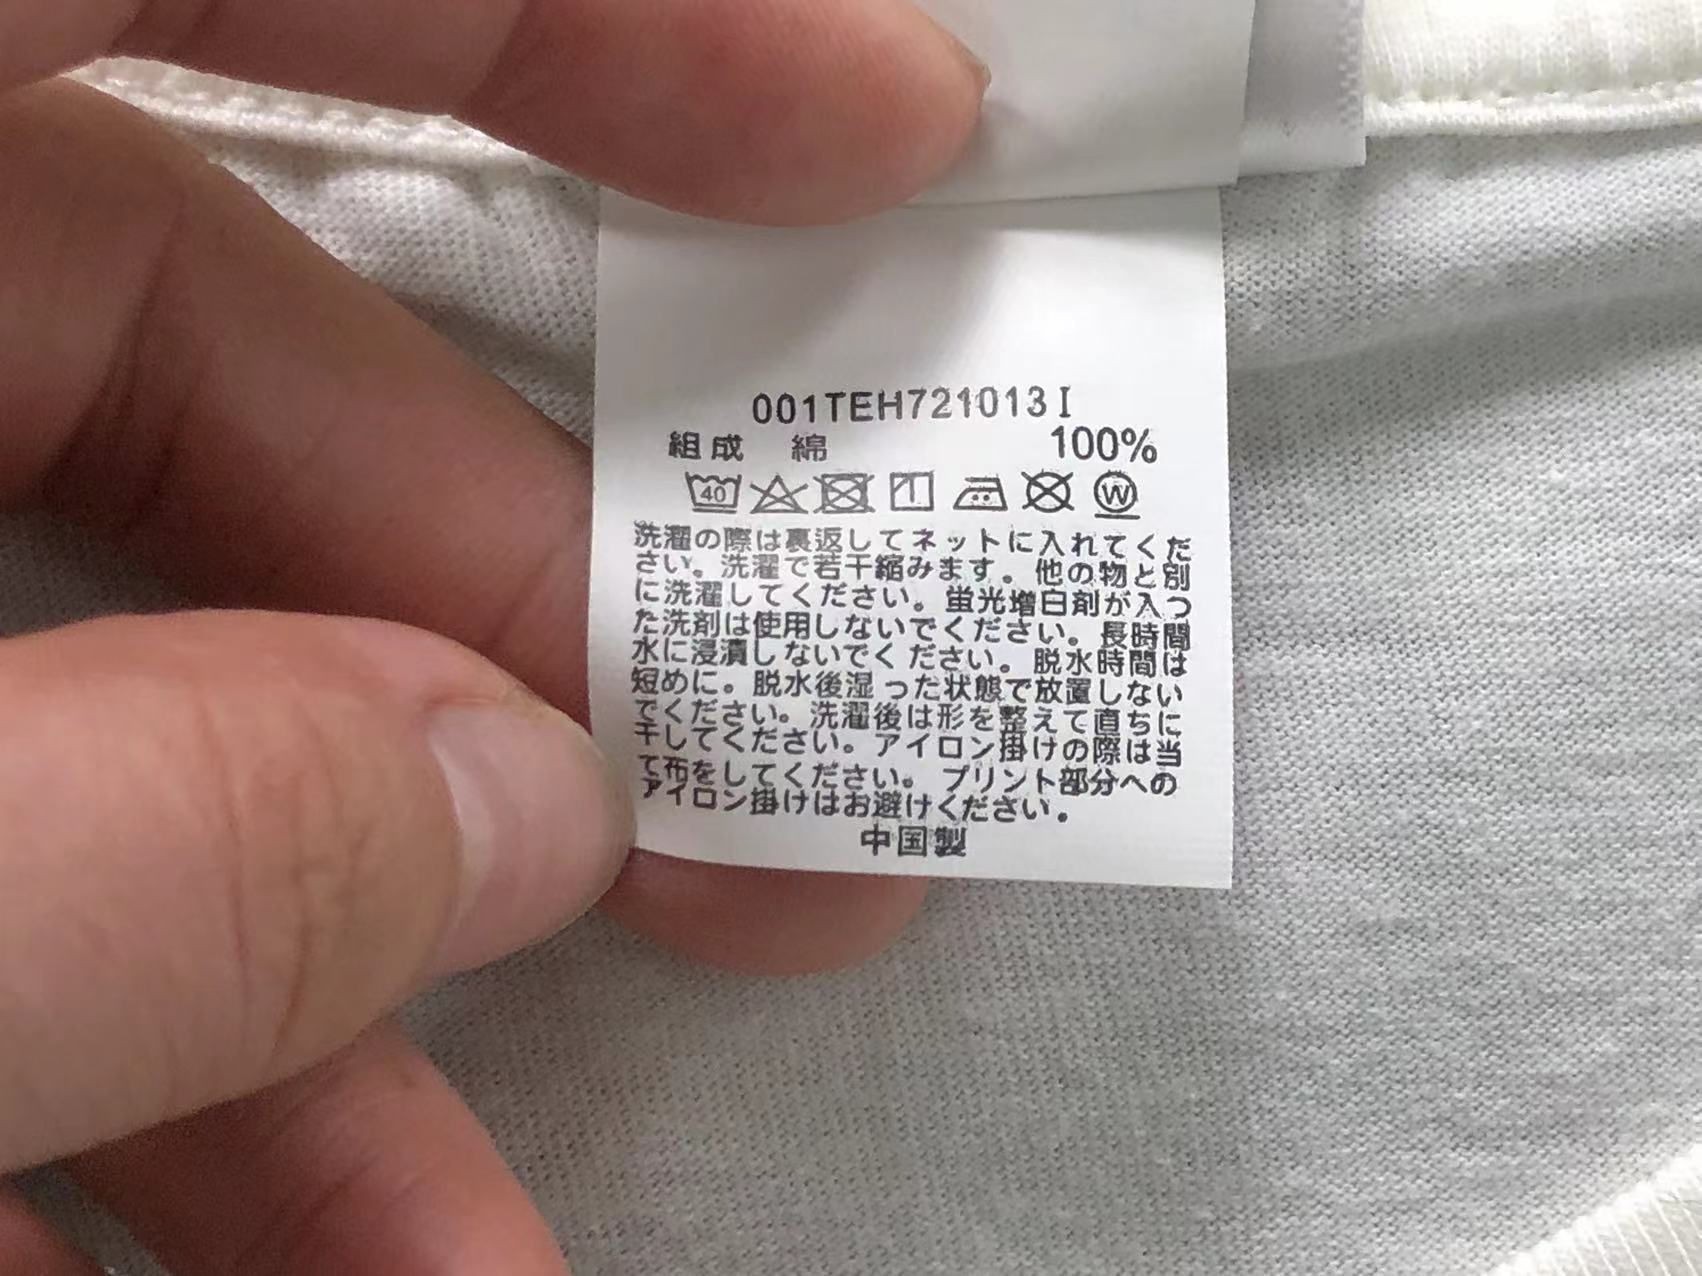 001TEH721013I
組成 綿 100%
40 W
洗濯の際は裏返してネットに入れてくだ
さい。洗濯で若干縮みます。他の物と別
に洗濯してください。蛍光増白剤が入っ
た洗剤は使用しないでください。長時間
水に浸漬しないでください。脱水時間は
短めに。脱水後湿った状態で放置しない
でください。洗濯後は形を整えて直ちに
干してください。アイロン掛けの際は当
て布をしてください。プリント部分への
アイロン掛けはお避けください。
中国製